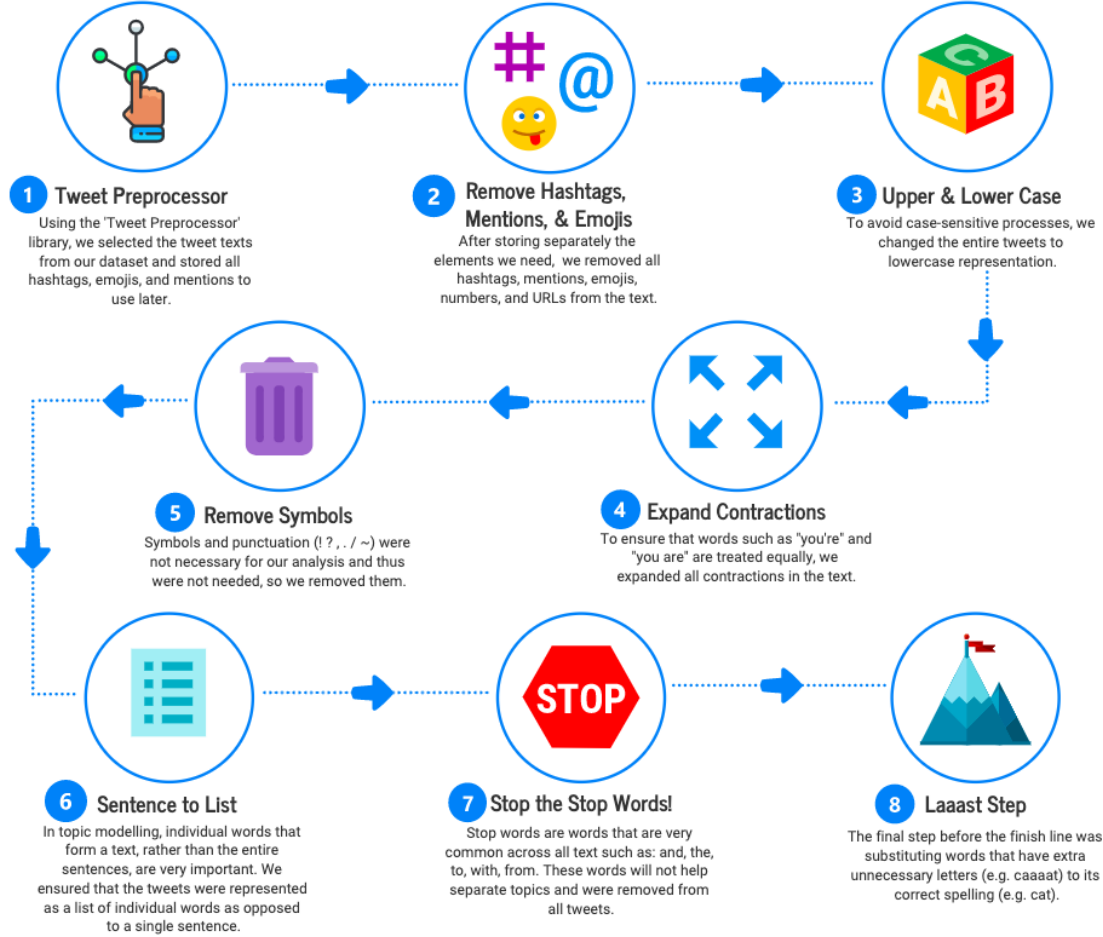 #
@
C
A
B
1
Tweet Preprocessor
Using the 'Tweet Preprocessor'
library, we selected the tweet texts
from our dataset and stored all
hashtags, emojis, and mentions to
use later.
2
Remove Hashtags,
Mentions, & Emojis
After storing separately the
elements we need, we removed all
hashtags, mentions, emojis,
numbers, and URLs from the text.
3
Upper & Lower Case
To avoid case-sensitive processes, we
changed the entire tweets to
lowercase representation.
4
Expand Contractions
To ensure that words such as "you're" and
"you are" are treated equally, we
expanded all contractions in the text.
5
Remove Symbols
Symbols and punctuation (! ? , . / ~) were
not necessary for our analysis and thus
were not needed, so we removed them.
6
Sentence to List
In topic modelling, individual words that
form a text, rather than the entire
sentences, are very important. We
ensured that the tweets were represented
as a list of individual words as opposed
to a single sentence.
STOP
7
Stop the Stop Words!
Stop words are words that are very
common across all text such as: and, the,
to, with, from. These words will not help
separate topics and were removed from
all tweets.
8
Laaast Step
The final step before the finish line was
substituting words that have extra
unnecessary letters (e.g. caaaat) to its
correct spelling (e.g. cat).